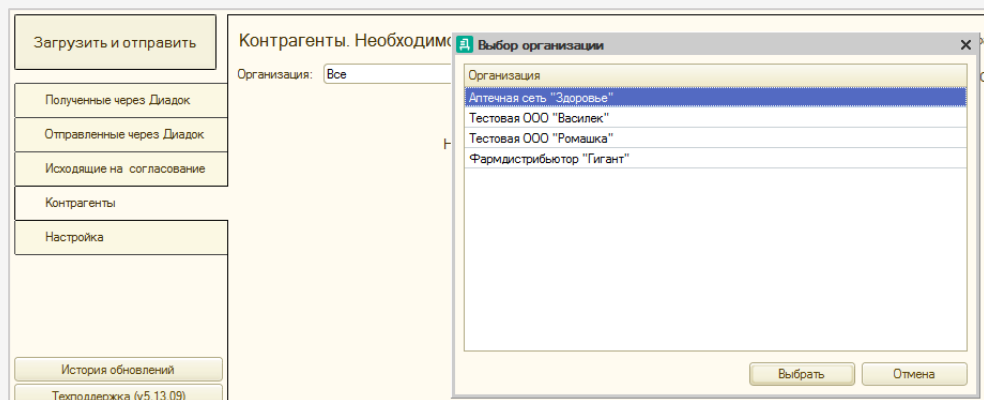 Загрузить и отправить
Полученные через Диадок
Отправленные через Диадок
Исходящие на согласование
Контрагенты
Настройка
История обновлений
Техподдержка (v5.13.09)
Контрагенты.
Организация: Все
Выбор организации
Организация
Аптечная сеть "Здоровье"
Тестовая ООО "Василек"
Тестовая ООО "Ромашка"
Фармдистрибьютор "Гигант"
Выбрать Отмена